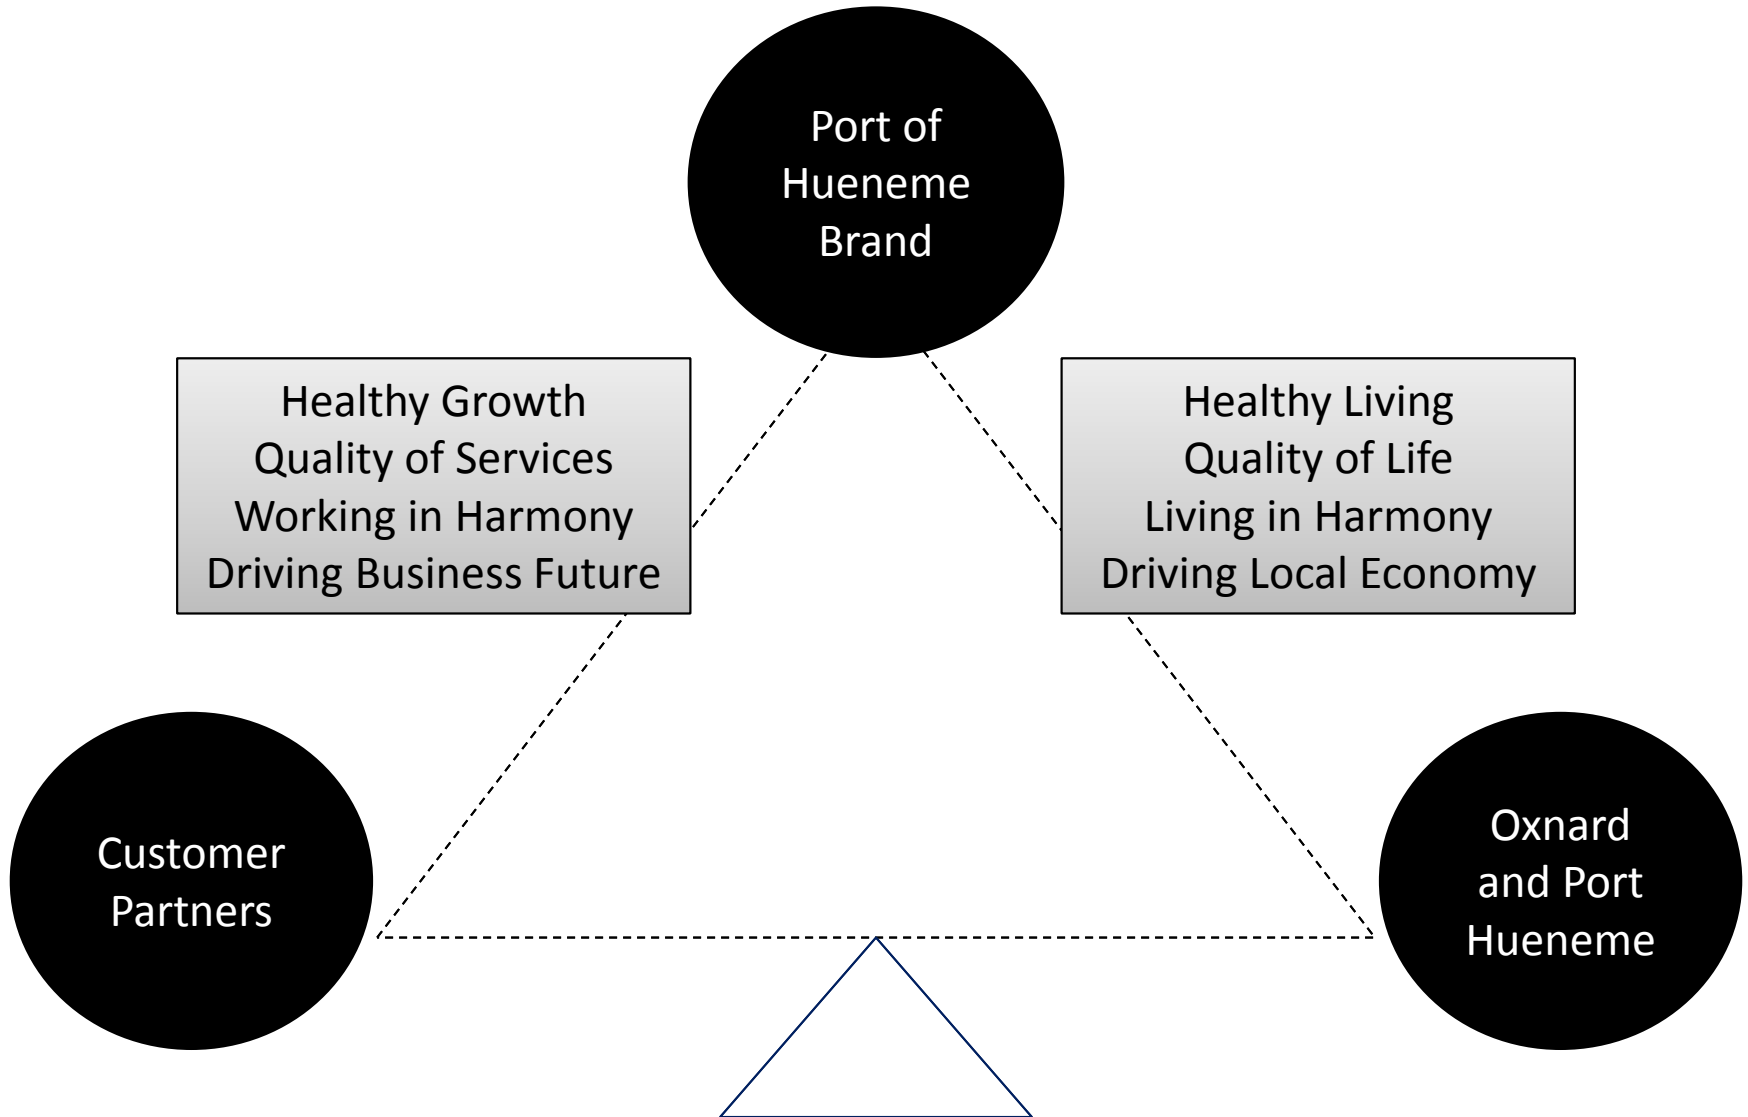 Port of
Hueneme
Brand
Healthy Growth
Quality of Services
Working in Harmony
Driving Business Future
Healthy Living
Quality of Life
Living in Harmony
Driving Local Economy
Customer
Partners
Oxnard
and Port
Hueneme